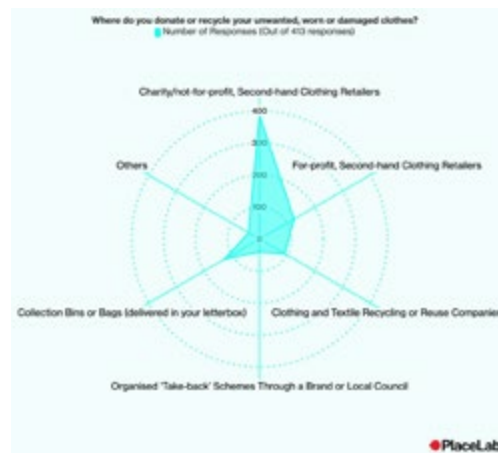 Where do you donate or recycle your unwanted, worn or damaged clothes?
Number of Responses (Out of 413 responses)
Charity/not-for-profit, Second-hand Clothing Retailers
400
300
Others
For-profit, Second-hand Clothing Retailers
200
100
0
Collection Bins or Bags (delivered in your letterbox)
Clothing and Textile Recycling or Reuse Companie
Organised 'Take-back' Schemes Through a Brand or Local Council
PlaceLab